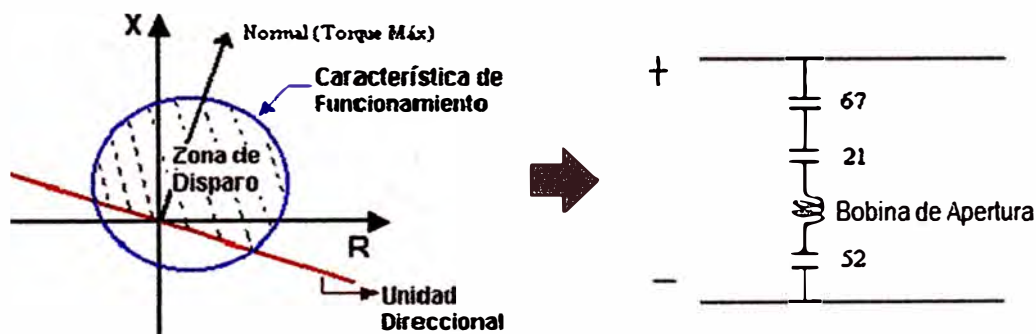 X
Normal (Torque Máx)
Característica de
Funcionamiento
Zona de
Disparo
R
Unidad
Direccional
+
67
21
Bobina de Apertura
52
–